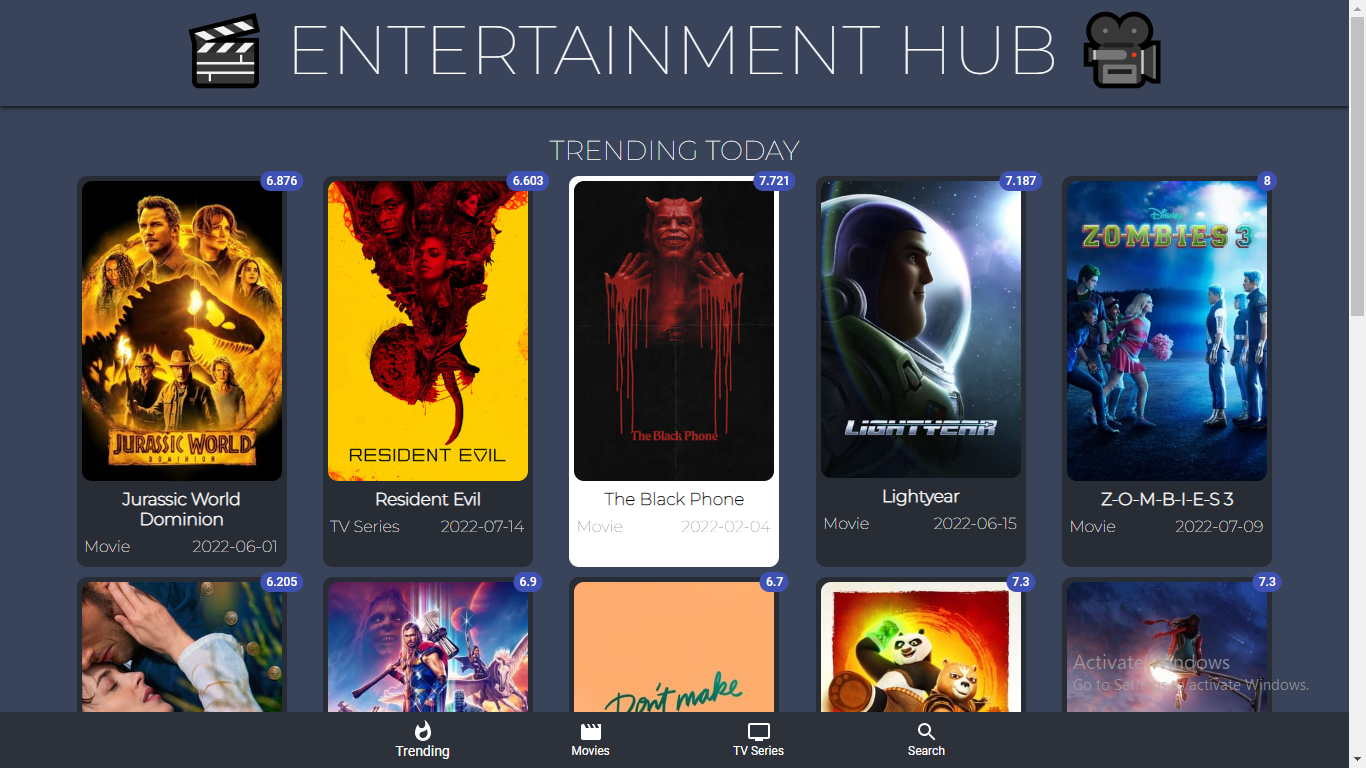 ENTERTAINMENT HUB
TRENDING TODAY
6.876
6.603
7.721
7.187
8
JURASSIC WORLD
DOMINION
RESIDENT EVIL
The Black Phone
LIGHTYEAR
Disney
Z-O-M-B-I-E-S 3
Jurassic World
Dominion
Movie 2022-06-01
Resident Evil
TV Series 2022-07-14
The Black Phone
Movie 2022-02-04
Lightyear
Movie 2022-06-15
Z-O-M-B-I-E-S 3
Movie 2022-07-09
6.205
6.9
6.7
7.3
7.3
Don't make
Activate Windows
Go to Settings to activate Windows.
Trending
Movies
TV Series
Search